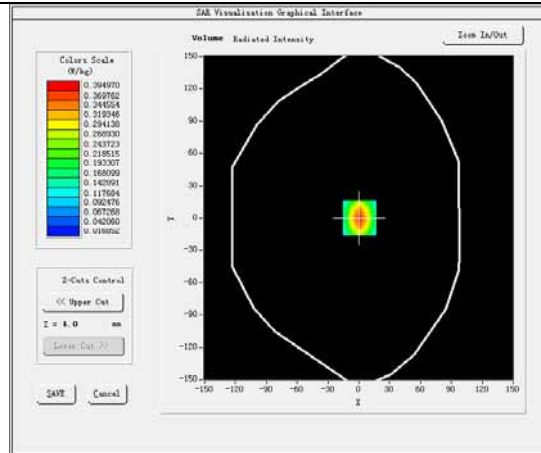 SAR Visualisation Graphical Interface
Volume Radiated Intensity
Zoom In/Out
Colors Scale
(W/kg)
0.394970
0.369762
0.344554
0.319346
0.294138
0.268930
0.243723
0.218515
0.193307
0.168099
0.142891
0.117684
0.092476
0.067268
0.042060
0.016852
150
120
90
60
30
0
-30
-60
-90
-120
-150
Y
-150 -120 -90 -60 -30 0 30 60 90 120 150
X
Z-Cuts Control
<< Upper Cut
Z = 4.0 mm
Lower Cut >>
SAVE Cancel